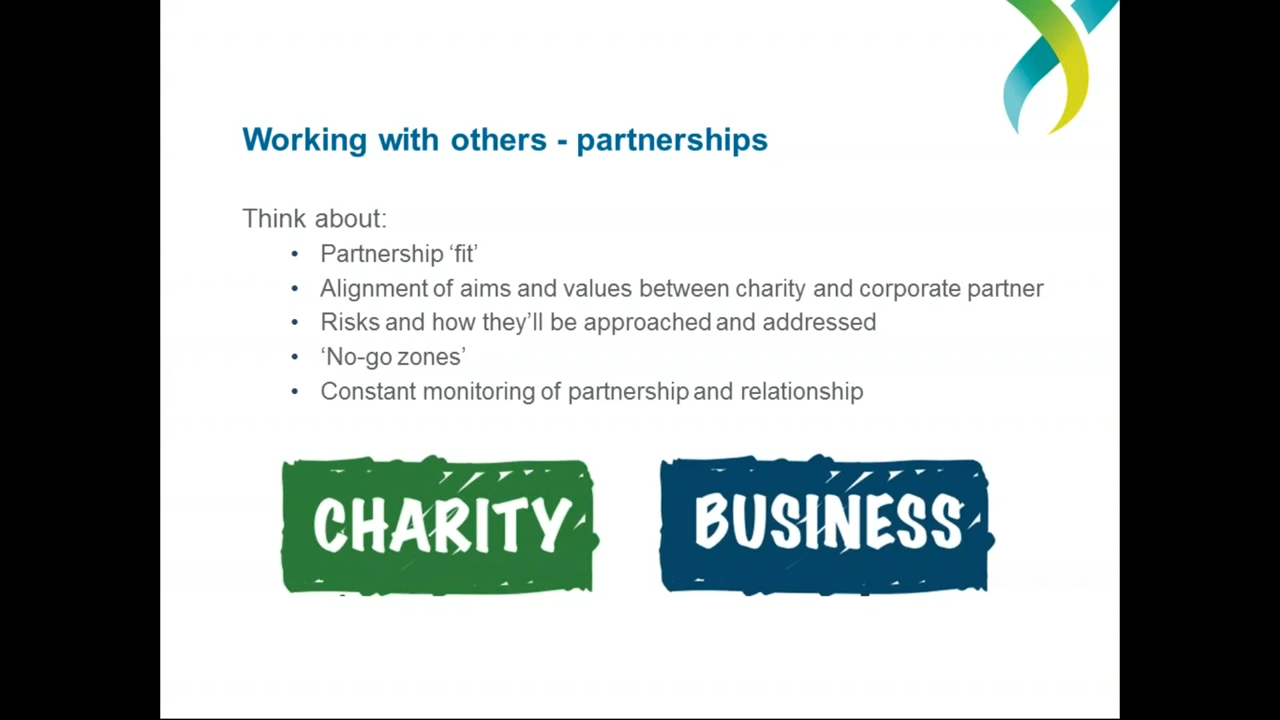 Working with others - partnerships
Think about:
• Partnership ‘fit’
• Alignment of aims and values between charity and corporate partner
• Risks and how they’ll be approached and addressed
• ‘No-go zones’
• Constant monitoring of partnership and relationship
CHARITY
BUSINESS